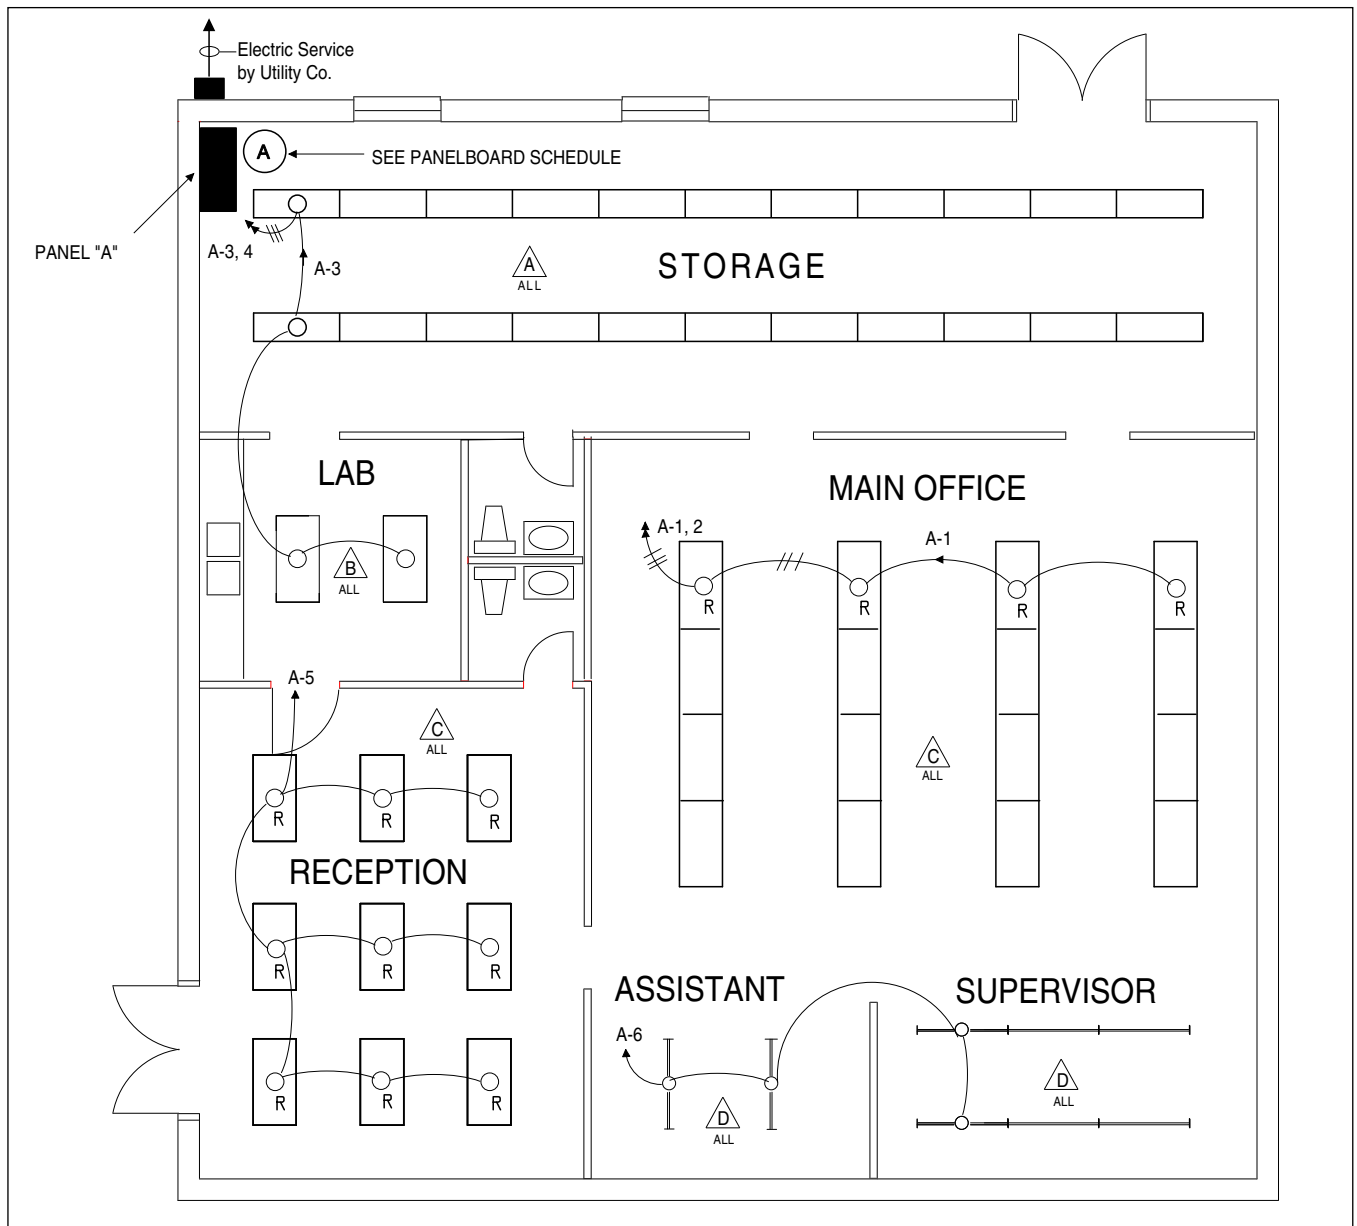 Electric Service
by Utility Co.
A
SEE PANELBOARD SCHEDULE
PANEL "A"
A-3, 4
A-3
A
ALL
STORAGE
LAB
MAIN OFFICE
A-1, 2
A-1
B
ALL
R
R
R
R
A-5
C
ALL
C
ALL
R
R
R
RECEPTION
R
R
R
ASSISTANT
SUPERVISOR
A-6
D
ALL
D
ALL
R
R
R